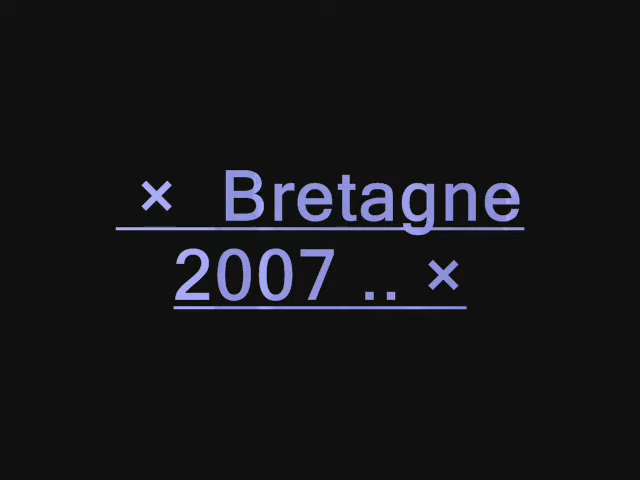 × Bretagne
2007 .. ×